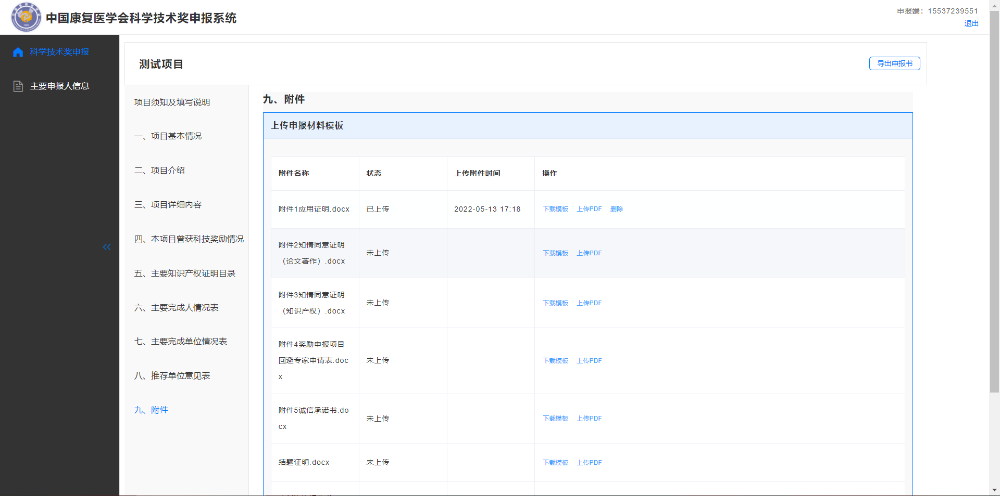 中国康复医学会科学技术奖申报系统
申报端：15537239551
退出
科学技术奖申报
主要申报人信息
测试项目
导出申报书
项目须知及填写说明
一、项目基本情况
二、项目介绍
三、项目详细内容
四、本项目曾获科技奖励情况
五、主要知识产权证明目录
六、主要完成人情况表
七、主要完成单位情况表
八、推荐单位意见表
九、附件
九、附件
上传申报材料模板
附件名称 状态 上传附件时间 操作
附件1应用证明.docx 已上传 2022-05-13 17:18 下载模板 上传PDF 删除
附件2知情同意证明
（论文著作）.docx
未上传 下载模板 上传PDF
附件3知情同意证明
（知识产权）.docx
未上传 下载模板 上传PDF
附件4奖励申报项目
回避专家申请表.doc
x
未上传 下载模板 上传PDF
附件5诚信承诺书.do
cx
未上传 下载模板 上传PDF
结题证明.docx 未上传 下载模板 上传PDF